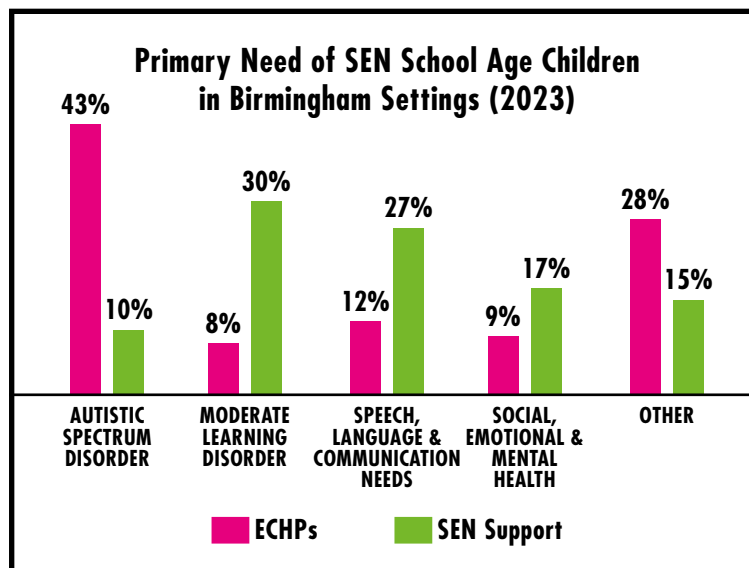 Primary Need of SEN School Age Children
in Birmingham Settings (2023)
43%
10%
8%
30%
12%
27%
9%
17%
28%
15%
AUTISTIC
SPECTRUM
DISORDER
MODERATE
LEARNING
DISORDER
SPEECH,
LANGUAGE &
COMMUNICATION
NEEDS
SOCIAL,
EMOTIONAL &
MENTAL
HEALTH
OTHER
ECHPs
SEN Support